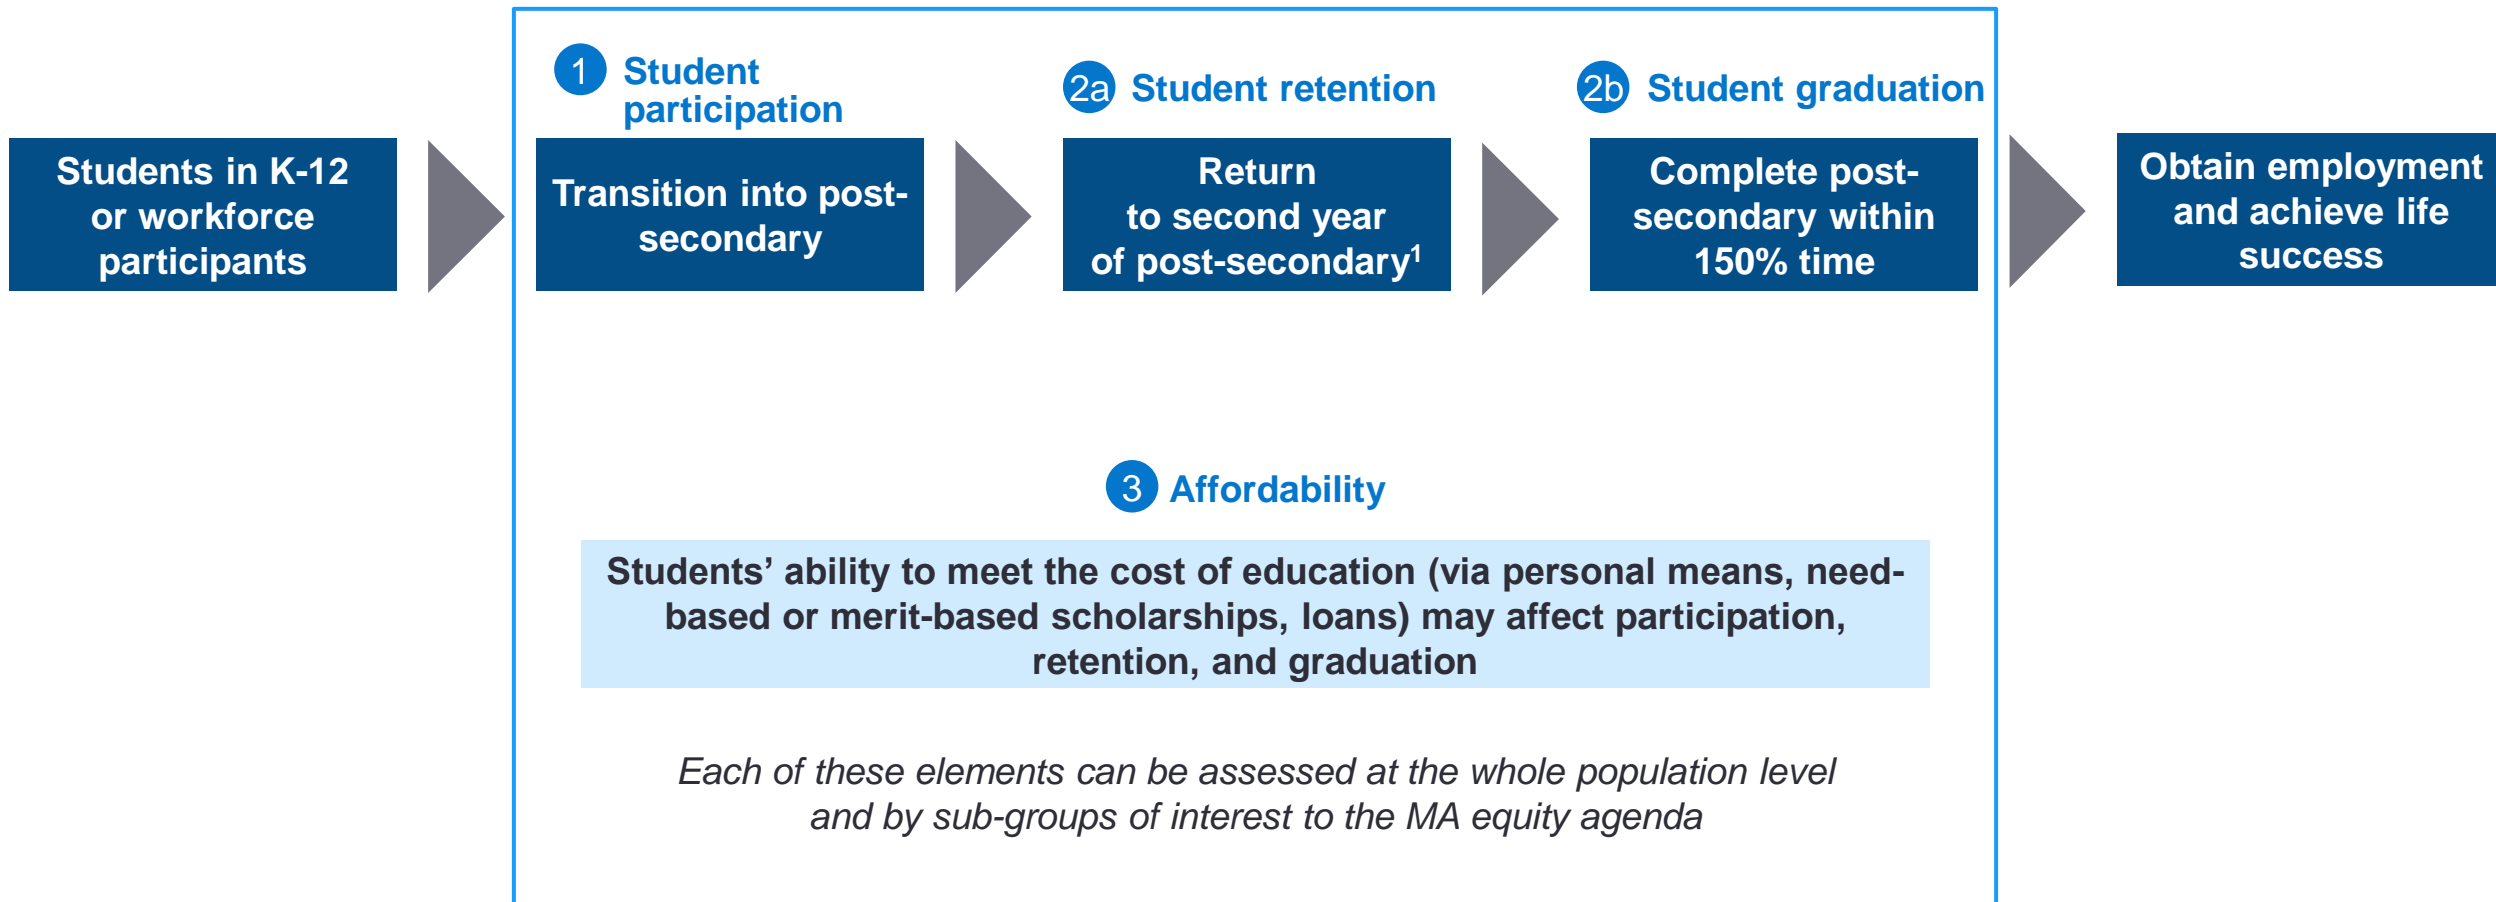 1 Student
participation
2a Student retention
2b Student graduation
Students in K-12
or workforce
participants
Transition into post-
secondary
Return
to second year
of post-secondary¹
Complete post-
secondary within
150% time
Obtain employment
and achieve life
success
3 Affordability
Students’ ability to meet the cost of education (via personal means, need-
based or merit-based scholarships, loans) may affect participation,
retention, and graduation
Each of these elements can be assessed at the whole population level
and by sub-groups of interest to the MA equity agenda